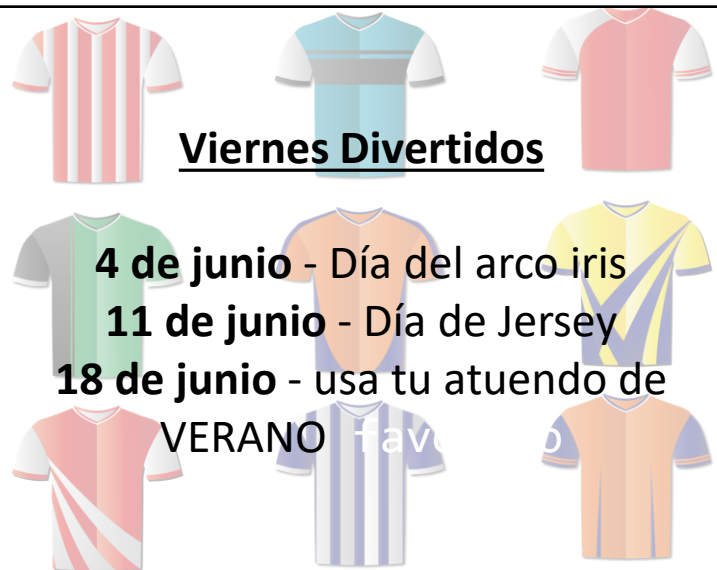 Viernes Divertidos
4 de junio - Día del arco iris
11 de junio - Día de Jersey
18 de junio - usa tu atuendo de
VERANO favorito